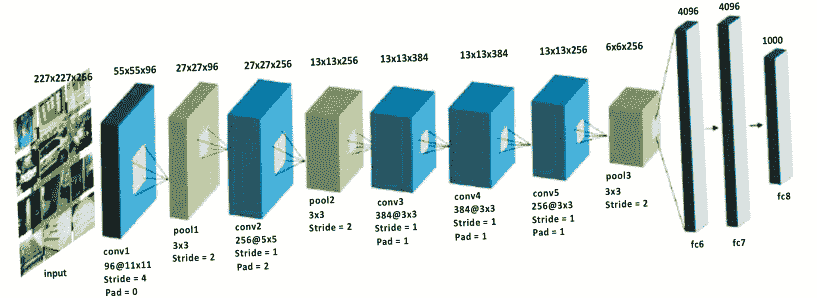 227x227x266
55x55x96
27x27x96
27x27x256
13x13x256
13x13x384
13x13x384
13x13x256
6x6x256
4096
4096
1000
input
conv1
96@11x11
Stride = 4
Pad = 0
pool1
3x3
Stride = 2
conv2
256@5x5
Stride = 1
Pad = 2
pool2
3x3
Stride = 2
conv3
384@3x3
Stride = 1
Pad = 1
conv4
384@3x3
Stride = 1
Pad = 1
conv5
256@3x3
Stride = 1
Pad = 1
pool3
3x3
Stride = 2
fc6
fc7
fc8